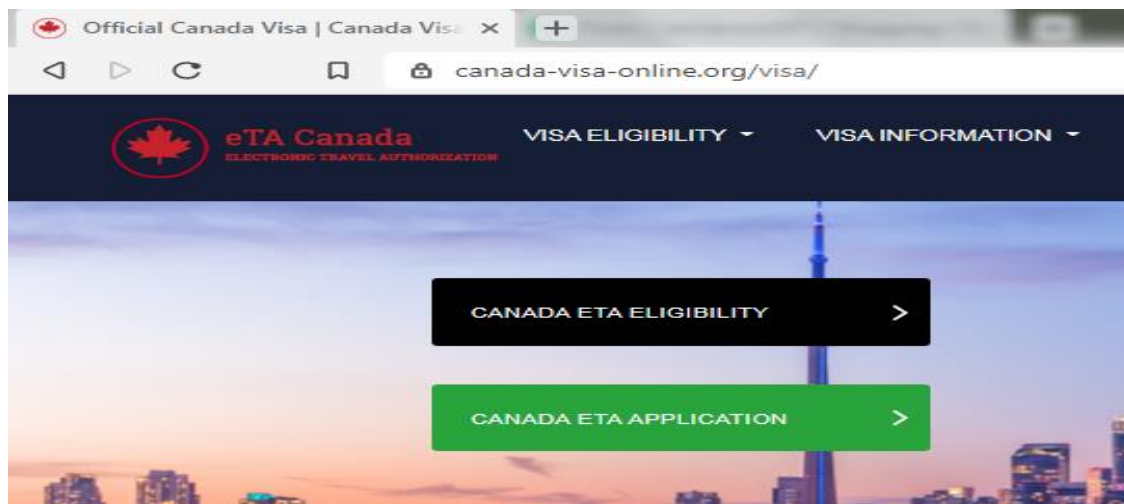 Official Canada Visa | Canada Vis
canada-visa-online.org/visa/
eTA Canada VISA ELIGIBILITY VISA INFORMATION
ELECTRONIC TRAVEL AUTHORIZATION
CANADA ETA ELIGIBILITY
CANADA ETA APPLICATION